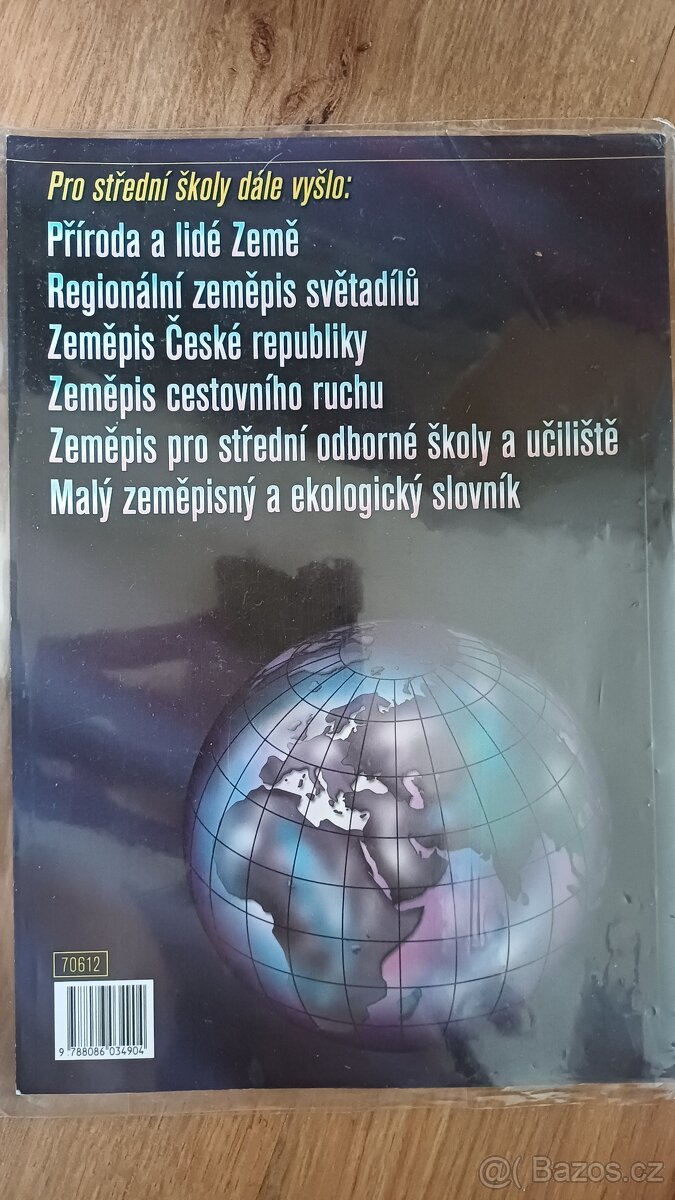 Pro střední školy dále vyšlo:
Příroda a lidé Země
Regionální zeměpis světadílů
Zeměpis České republiky
Zeměpis cestovního ruchu
Zeměpis pro střední odborné školy a učiliště
Malý zeměpisný a ekologický slovník
70612
9 788086 034904
@( Bazos.cz